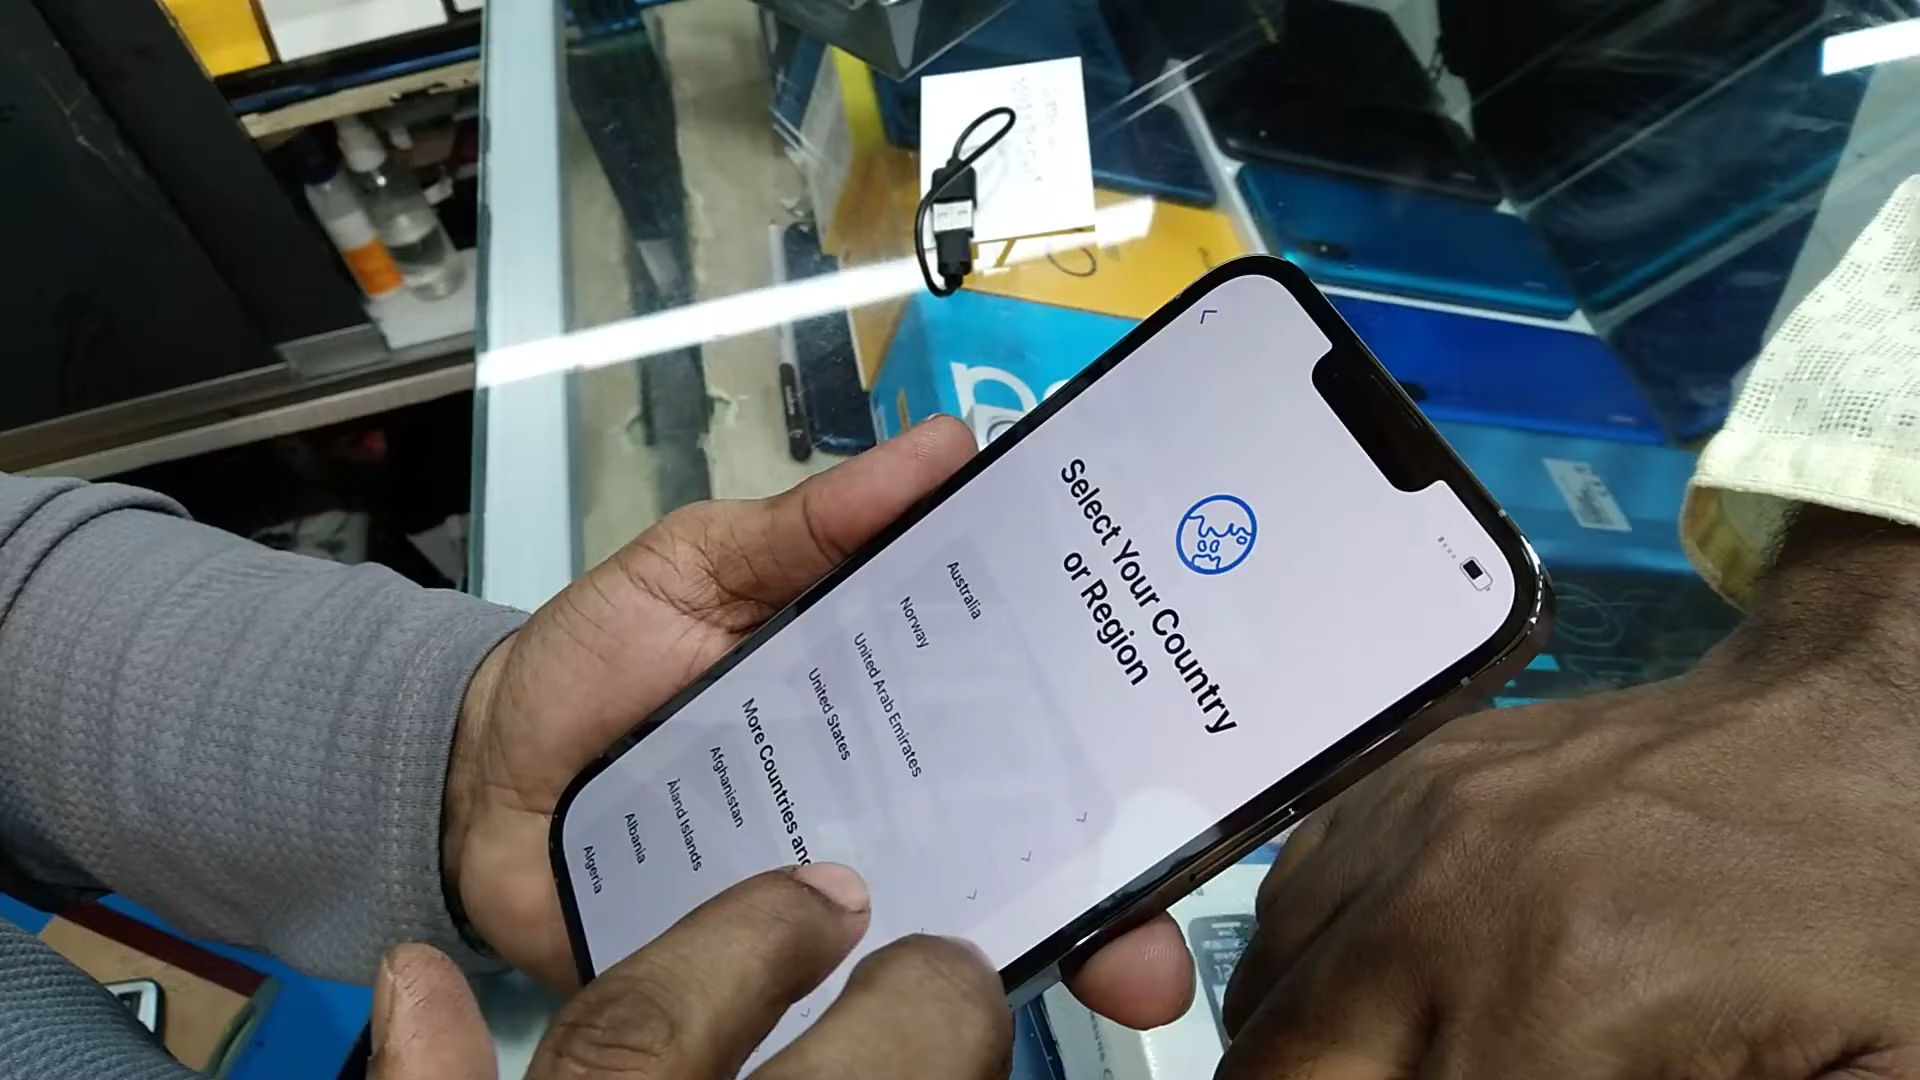 Select Your Country
or Region
Australia
Norway
United Arab Emirates
United States
More Countries and
Afghanistan
Åland Islands
Albania
Algeria